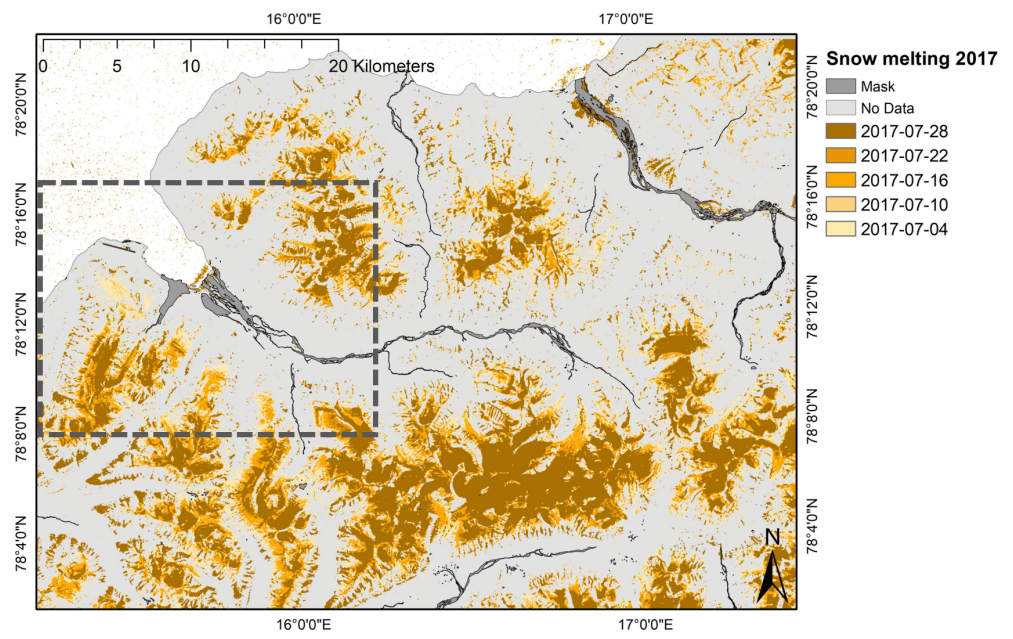 16°0'0"E 17°0'0"E
0 5 10 20 Kilometers
78°20'0"N
78°16'0"N
78°12'0"N
78°8'0"N
78°4'0"N
78°20'0"N
78°16'0"N
78°12'0"N
78°8'0"N
78°4'0"N
N
16°0'0"E 17°0'0"E
Snow melting 2017
Mask
No Data
2017-07-28
2017-07-22
2017-07-16
2017-07-10
2017-07-04